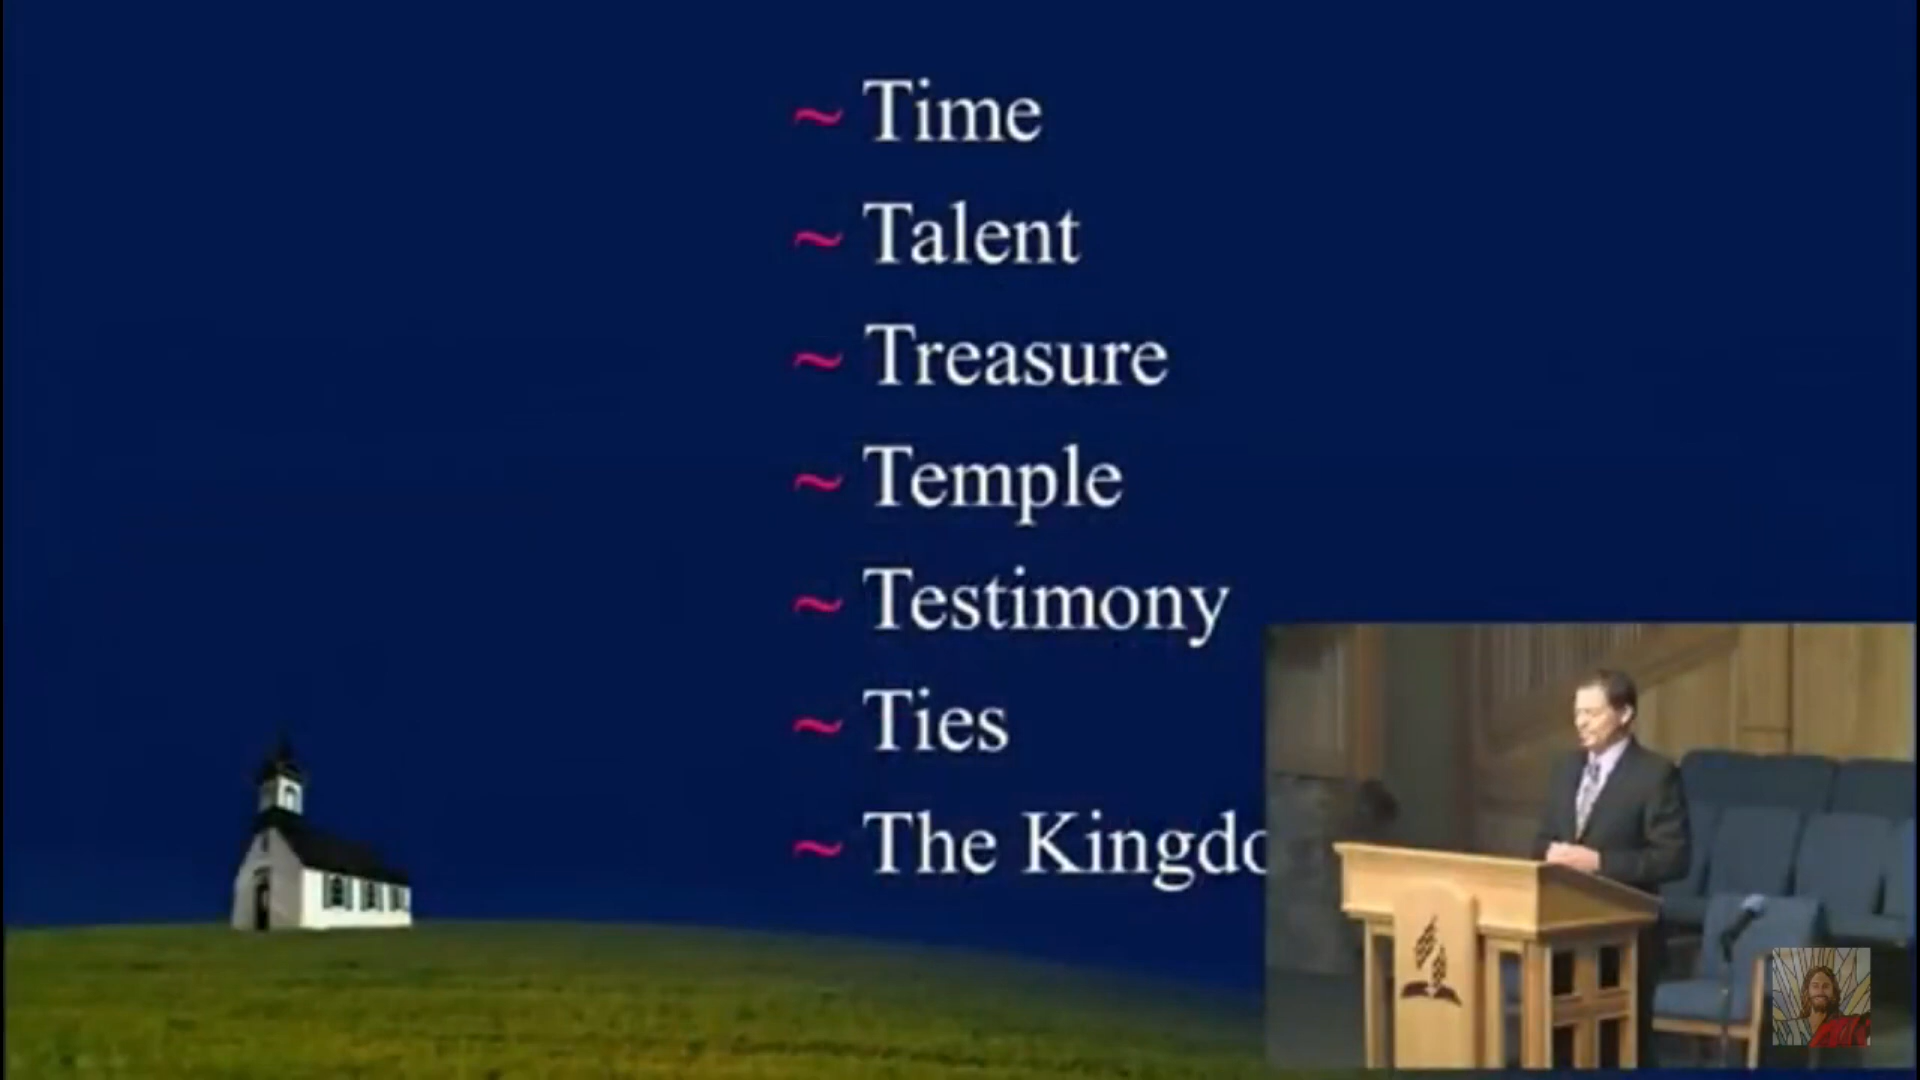 ~ Time
~ Talent
~ Treasure
~ Temple
~ Testimony
~ Ties
~ The Kingdo